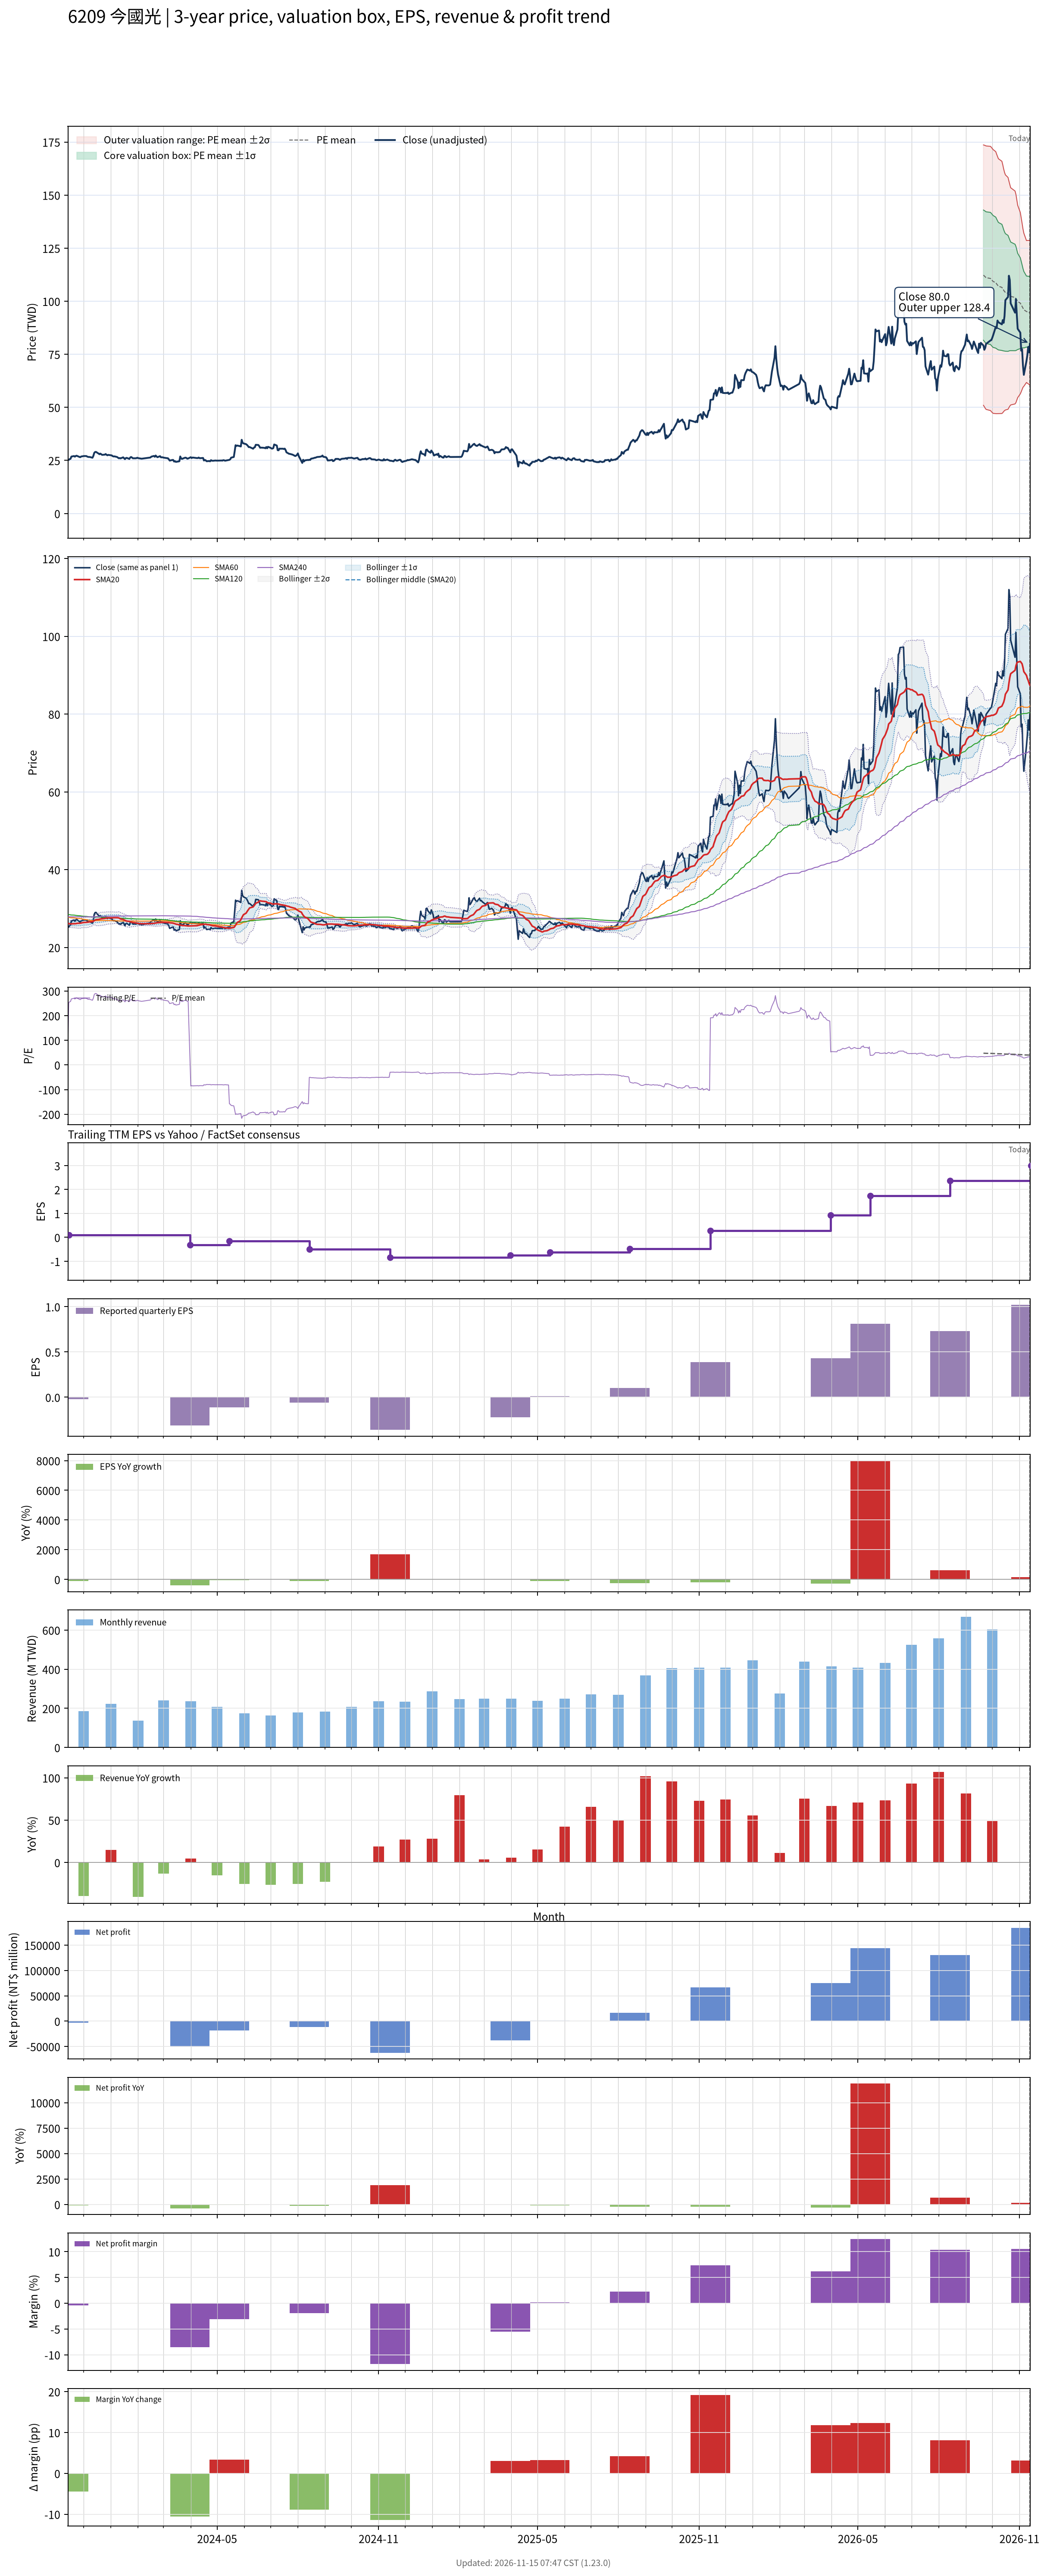 6209 今國光 | 3-year price, valuation box, EPS, revenue & profit trend
Outer valuation range: PE mean ±2σ
Core valuation box: PE mean ±1σ
PE mean
Close (unadjusted)
Today
Close 80.0
Outer upper 128.4
Price (TWD)
175
150
125
100
75
50
25
0
Close (same as panel 1)
SMA20
SMA60
SMA120
SMA240
Bollinger ±2σ
Bollinger ±1σ
Bollinger middle (SMA20)
Price
120
100
80
60
40
20
Trailing P/E
P/E mean
P/E
300
200
100
0
-100
-200
Trailing TTM EPS vs Yahoo / FactSet consensus
Today
EPS
3
2
1
0
-1
Reported quarterly EPS
EPS
1.0
0.5
0.0
EPS YoY growth
YoY (%)
8000
6000
4000
2000
0
Monthly revenue
Revenue (M TWD)
600
400
200
0
Revenue YoY growth
YoY (%)
100
50
0
Month
Net profit
Net profit (NT$ million)
150000
100000
50000
0
-50000
Net profit YoY
YoY (%)
10000
7500
5000
2500
0
Net profit margin
Margin (%)
10
5
0
-5
-10
Margin YoY change
Δ margin (pp)
20
10
0
-10
2024-05
2024-11
2025-05
2025-11
2026-05
2026-11
Updated: 2026-11-15 07:47 CST (1.23.0)